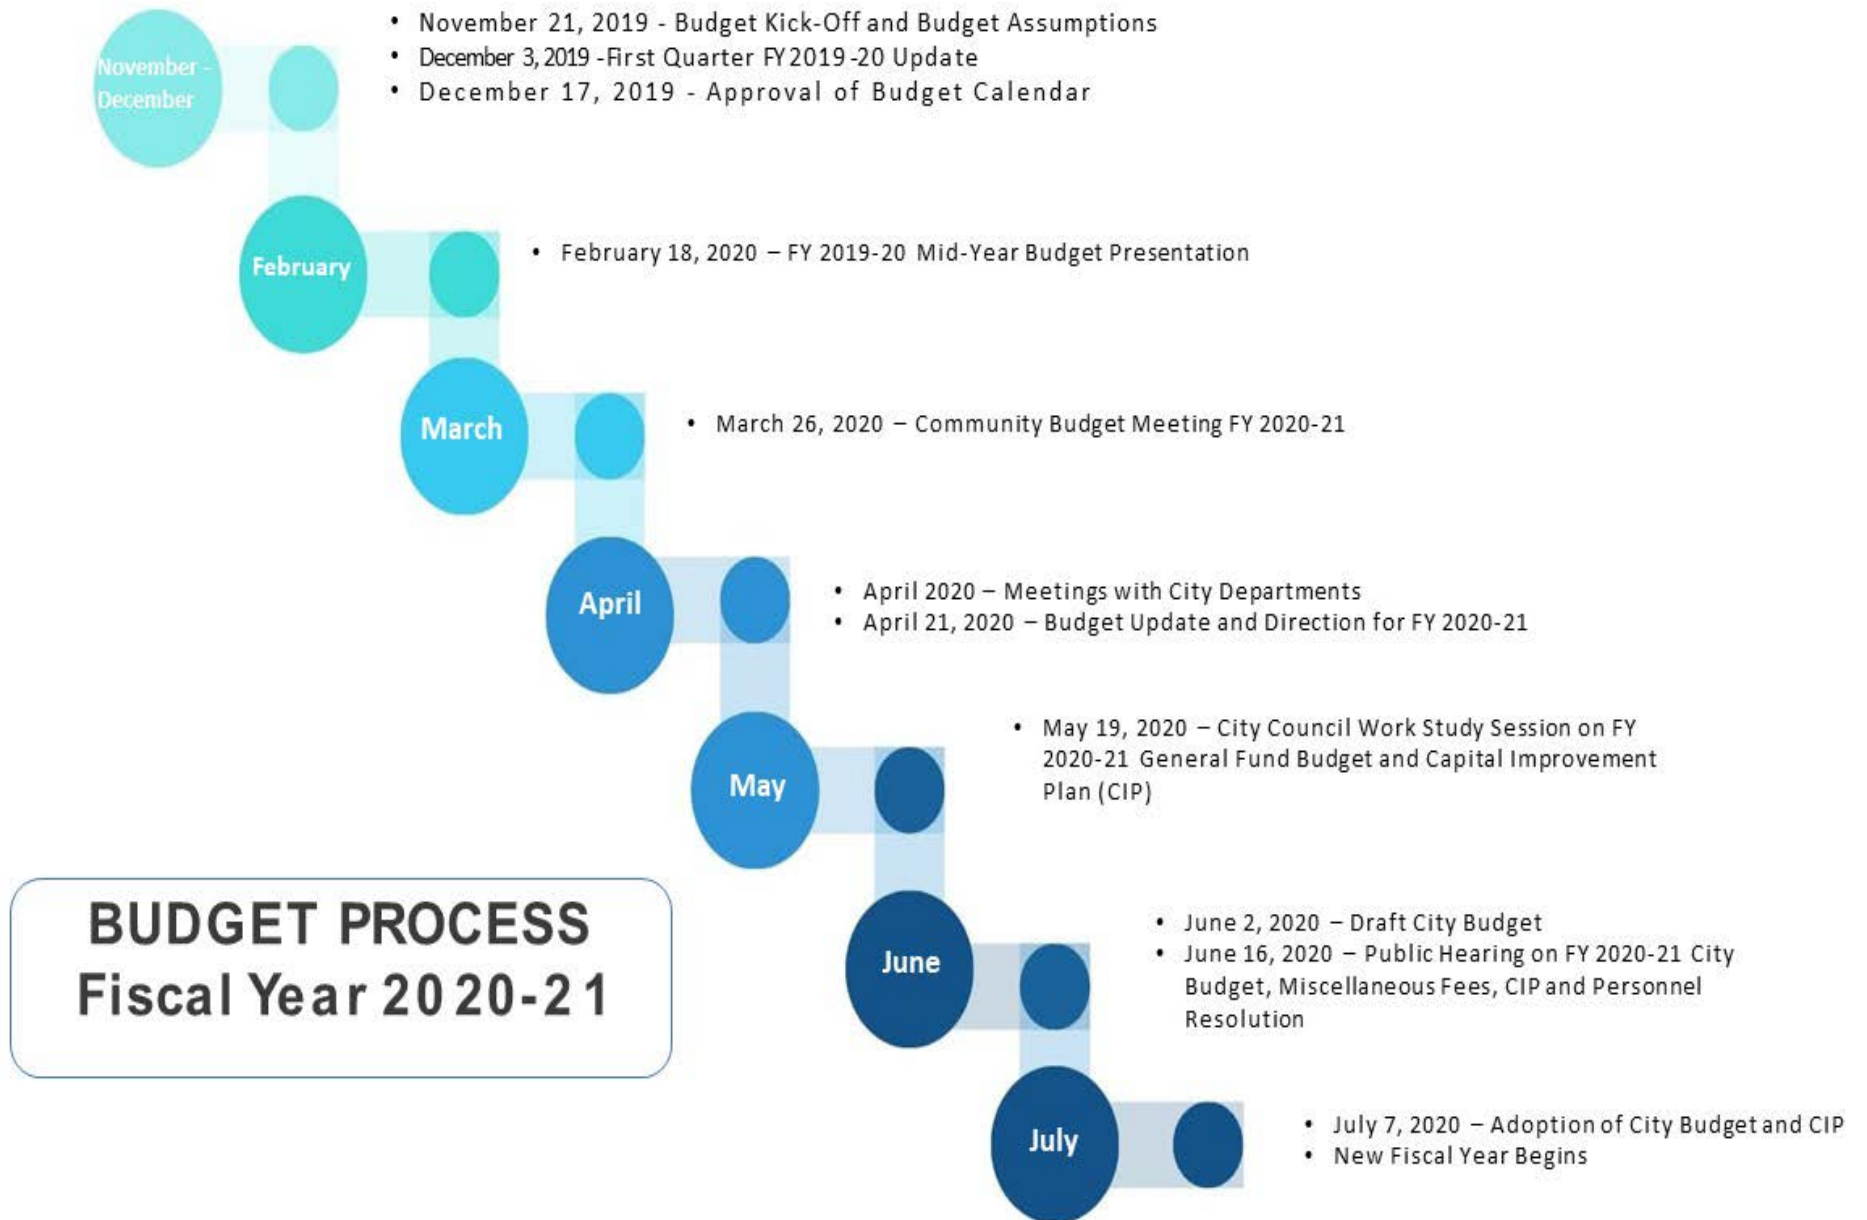 November -
December
• November 21, 2019 - Budget Kick-Off and Budget Assumptions
• December 3, 2019 -First Quarter FY 2019 -20 Update
• December 17, 2019 - Approval of Budget Calendar
February
• February 18, 2020 – FY 2019-20 Mid-Year Budget Presentation
March
• March 26, 2020 – Community Budget Meeting FY 2020-21
April
• April 2020 – Meetings with City Departments
• April 21, 2020 – Budget Update and Direction for FY 2020-21
May
• May 19, 2020 – City Council Work Study Session on FY
2020-21 General Fund Budget and Capital Improvement
Plan (CIP)
BUDGET PROCESS
Fiscal Year 2020-21
June
• June 2, 2020 – Draft City Budget
• June 16, 2020 – Public Hearing on FY 2020-21 City
Budget, Miscellaneous Fees, CIP and Personnel
Resolution
July
• July 7, 2020 – Adoption of City Budget and CIP
• New Fiscal Year Begins